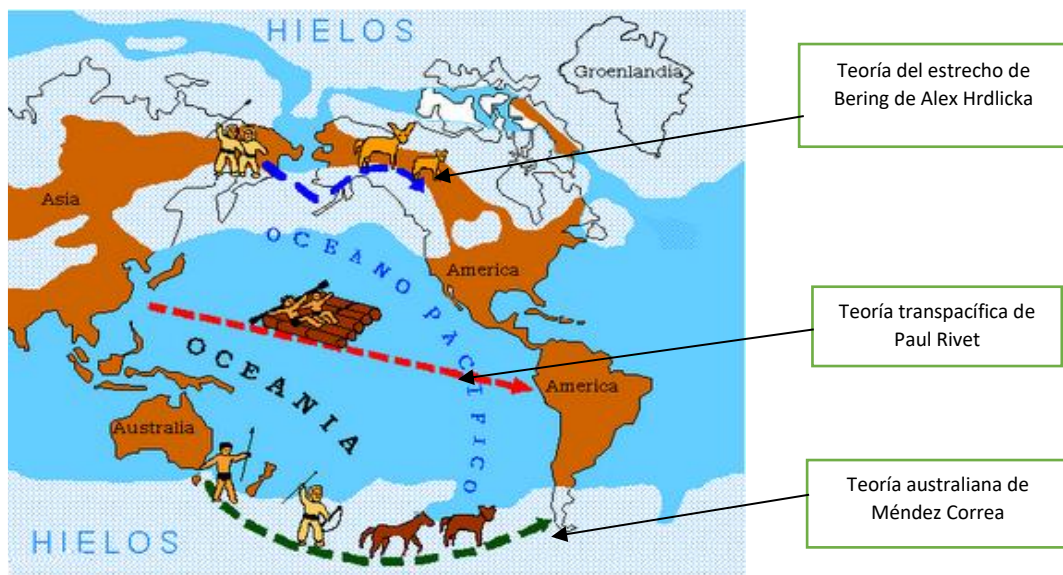 HIELOS
Groenlandia
Asia
OCEANO PACIFICO
America
OCEANIA
America
Australia
HIELOS
Teoría del estrecho de
Bering de Alex Hrdlicka
Teoría transpacífica de
Paul Rivet
Teoría australiana de
Méndez Correa